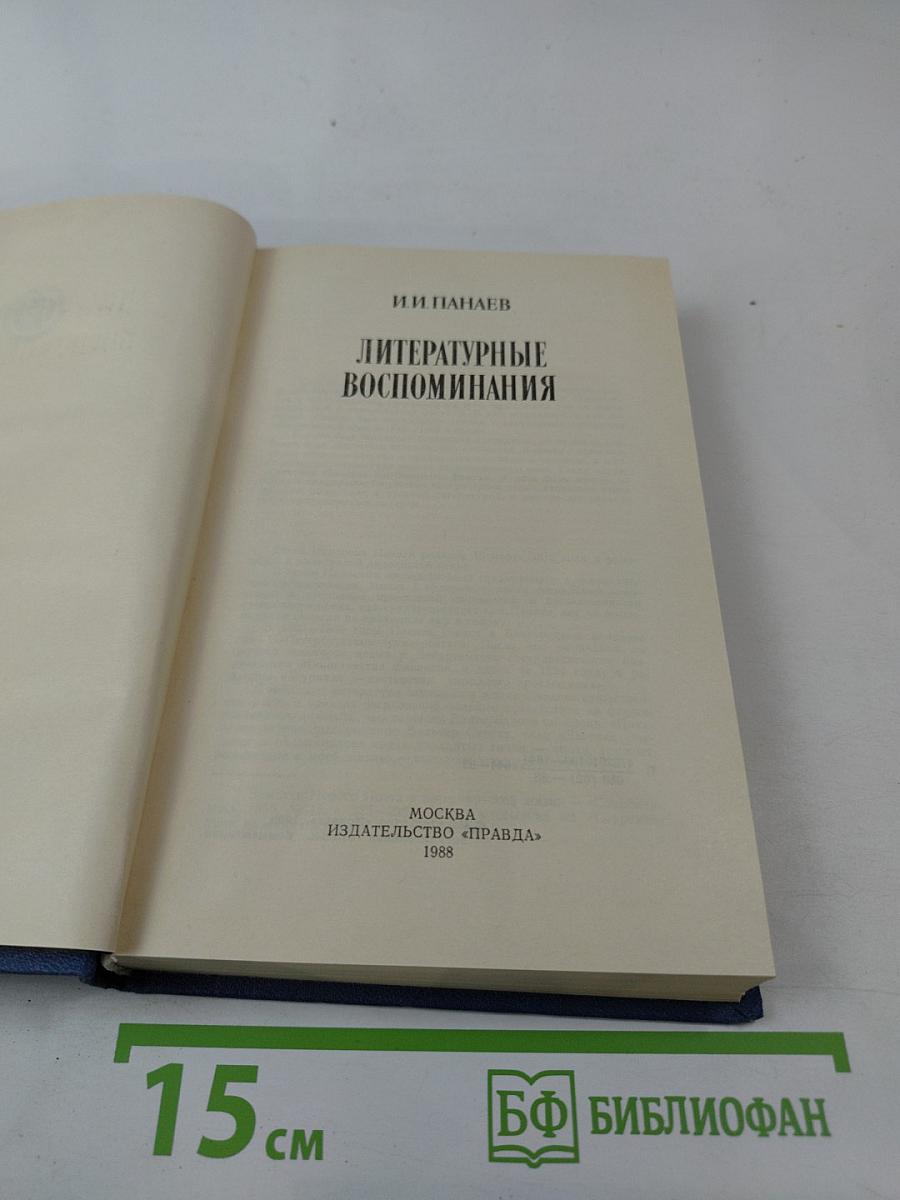 И. И. ПАНАЕВ
ЛИТЕРАТУРНЫЕ
ВОСПОМИНАНИЯ
МОСКВА
ИЗДАТЕЛЬСТВО «ПРАВДА»
1988
15 см
БФ БИБЛИОФАН